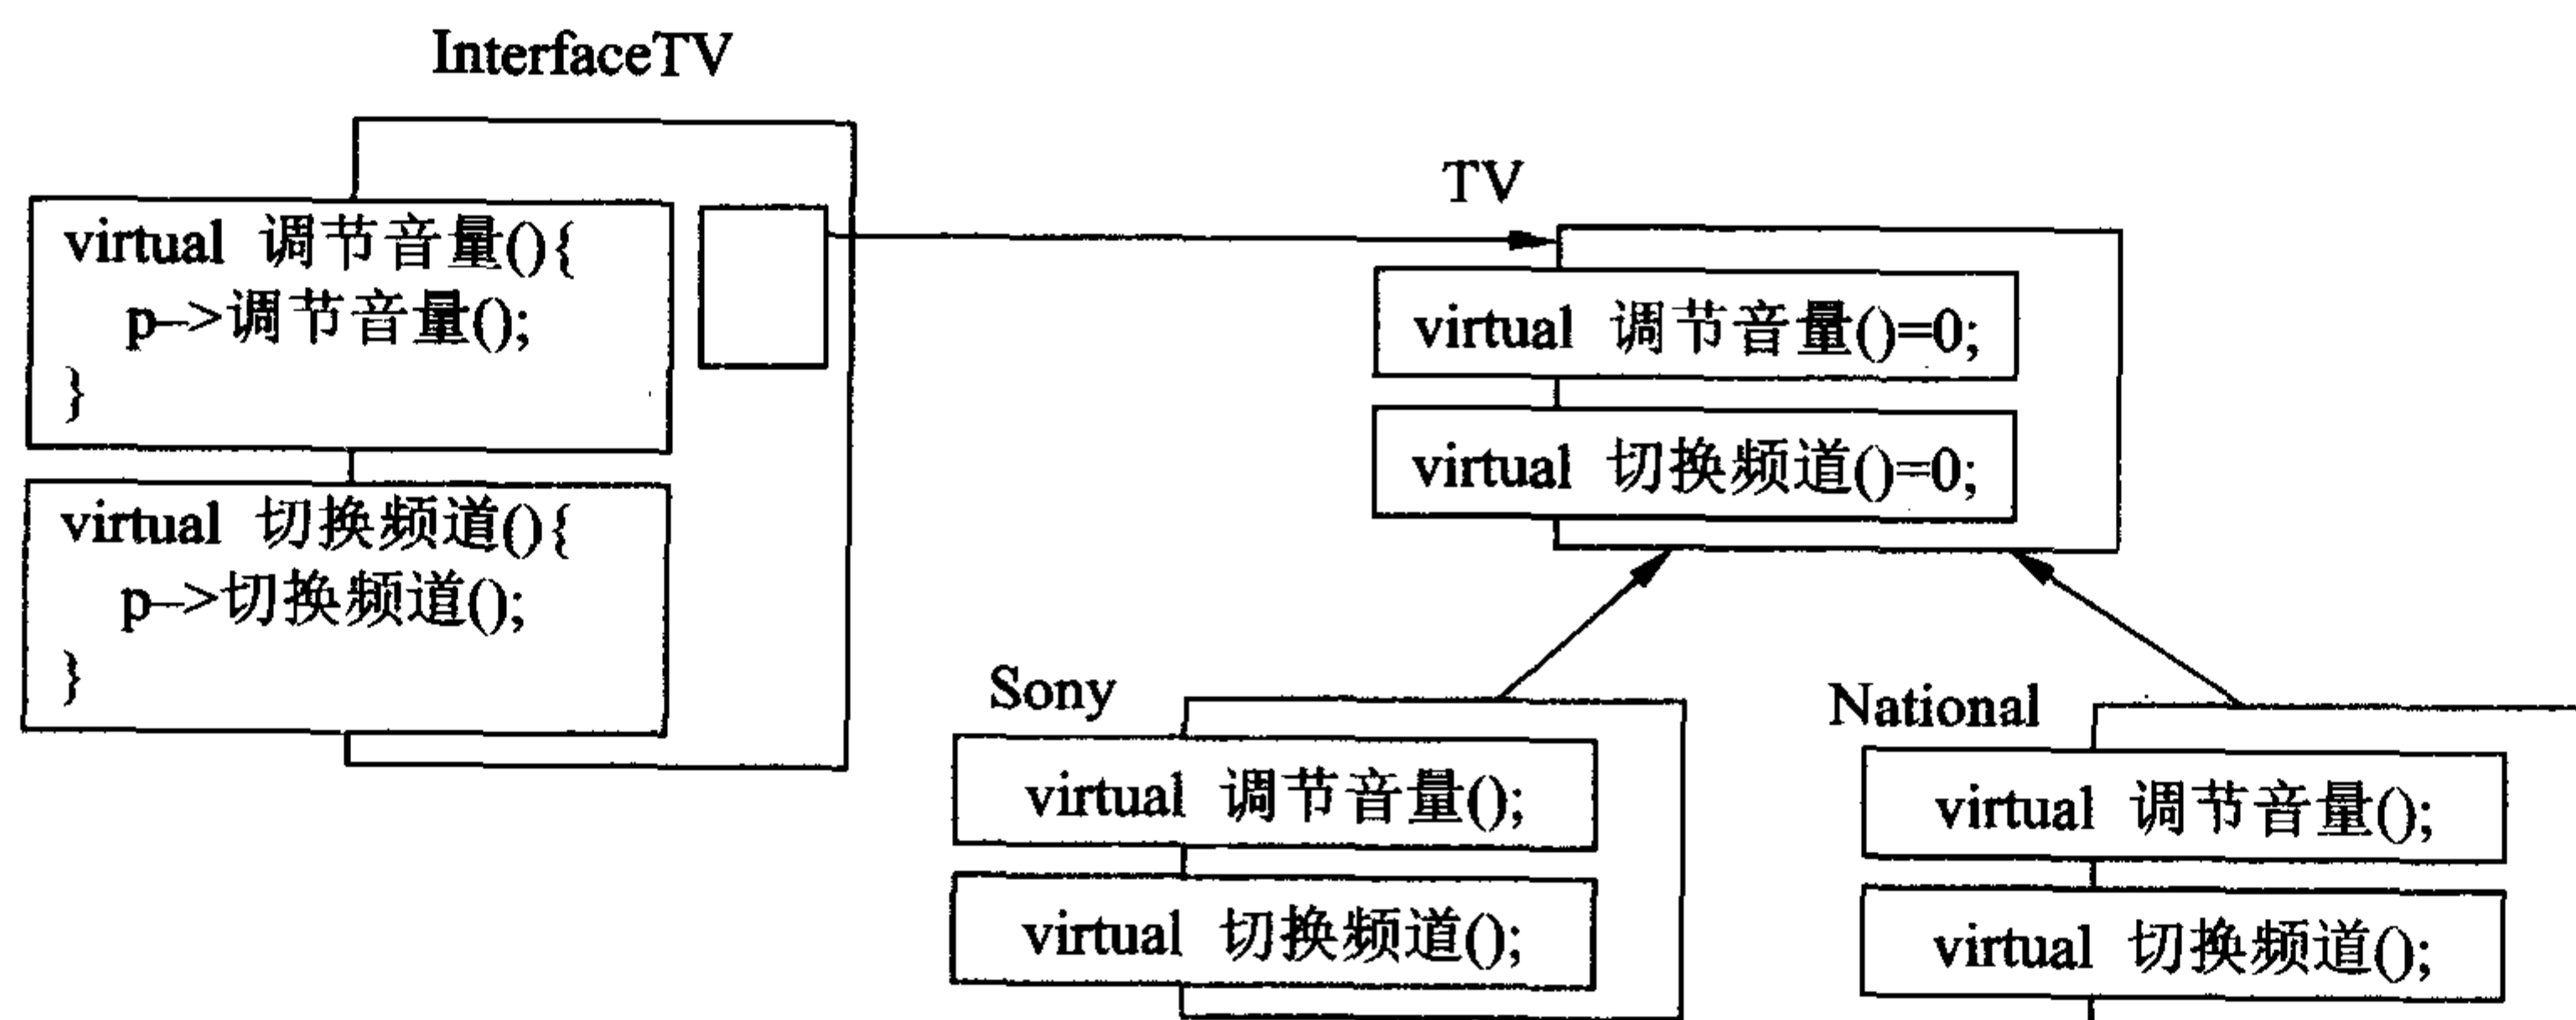 InterfaceTV
virtual 调节音量(){
p–>调节音量();
}
virtual 切换频道(){
p–>切换频道();
}
TV
virtual 调节音量()=0;
virtual 切换频道()=0;
Sony
virtual 调节音量();
virtual 切换频道();
National
virtual 调节音量();
virtual 切换频道();